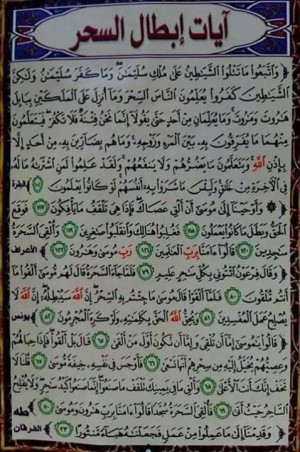 آيات إبطال السحر
وَاتَّبَعُوا مَا تَتْلُو الشَّيَاطِينُ عَلَىٰ مُلْكِ سُلَيْمَانَ وَمَا كَفَرَ سُلَيْمَانُ وَلَٰكِنَّ
الشَّيَاطِينَ كَفَرُوا يُعَلِّمُونَ النَّاسَ السِّحْرَ وَمَا أُنزِلَ عَلَى الْمَلَكَيْنِ بِبَابِلَ
هَارُوتَ وَمَارُوتَ وَمَا يُعَلِّمَانِ مِنْ أَحَدٍ حَتَّىٰ يَقُولَا إِنَّمَا نَحْنُ فِتْنَةٌ فَلَا تَكْفُرْ فَيَتَعَلَّمُونَ
مِنْهُمَا مَا يُفَرِّقُونَ بِهِ بَيْنَ الْمَرْءِ وَزَوْجِهِ وَمَا هُم بِضَارِّينَ بِهِ مِنْ أَحَدٍ إِلَّا
بِإِذْنِ اللَّهِ وَيَتَعَلَّمُونَ مَا يَضُرُّهُمْ وَلَا يَنفَعُهُمْ وَلَقَدْ عَلِمُوا لَمَنِ اشْتَرَاهُ مَا لَهُ
فِي الْآخِرَةِ مِنْ خَلَاقٍ وَلَبِئْسَ مَا شَرَوْا بِهِ أَنفُسَهُمْ لَوْ كَانُوا يَعْلَمُونَ ﴿١٠٢﴾ البقرة
وَأَوْحَيْنَا إِلَىٰ مُوسَىٰ أَنْ أَلْقِ عَصَاكَ فَإِذَا هِيَ تَلْقَفُ مَا يَأْفِكُونَ ﴿١١٧﴾ فَوَقَعَ
الْحَقُّ وَبَطَلَ مَا كَانُوا يَعْمَلُونَ ﴿١١٨﴾ فَغُلِبُوا هُنَالِكَ وَانقَلَبُوا صَاغِرِينَ ﴿١١٩﴾ وَأُلْقِيَ السَّحَرَةُ
سَاجِدِينَ ﴿١٢٠﴾ قَالُوا آمَنَّا بِرَبِّ الْعَالَمِينَ ﴿١٢١﴾ رَبِّ مُوسَىٰ وَهَارُونَ ﴿١٢٢﴾ الأعراف
وَقَالَ فِرْعَوْنُ ائْتُونِي بِكُلِّ سَاحِرٍ عَلِيمٍ ﴿٧٩﴾ فَلَمَّا جَاءَ السَّحَرَةُ قَالَ لَهُم مُّوسَىٰ أَلْقُوا مَا
أَنتُم مُّلْقُونَ ﴿٨٠﴾ فَلَمَّا أَلْقَوْا قَالَ مُوسَىٰ مَا جِئْتُم بِهِ السِّحْرُ إِنَّ اللَّهَ سَيُبْطِلُهُ إِنَّ اللَّهَ لَا
يُصْلِحُ عَمَلَ الْمُفْسِدِينَ ﴿٨١﴾ وَيُحِقُّ اللَّهُ الْحَقَّ بِكَلِمَاتِهِ وَلَوْ كَرِهَ الْمُجْرِمُونَ ﴿٨٢﴾ يونس
قَالُوا يَا مُوسَىٰ إِمَّا أَن تُلْقِيَ وَإِمَّا أَن نَّكُونَ أَوَّلَ مَنْ أَلْقَىٰ ﴿٦٥﴾ قَالَ بَلْ أَلْقُوا فَإِذَا حِبَالُهُمْ
وَعِصِيُّهُمْ يُخَيَّلُ إِلَيْهِ مِن سِحْرِهِمْ أَنَّهَا تَسْعَىٰ ﴿٦٦﴾ فَأَوْجَسَ فِي نَفْسِهِ خِيفَةً مُّوسَىٰ ﴿٦٧﴾ قُلْنَا لَا
تَخَفْ إِنَّكَ أَنتَ الْأَعْلَىٰ ﴿٦٨﴾ وَأَلْقِ مَا فِي يَمِينِكَ تَلْقَفْ مَا صَنَعُوا إِنَّمَا صَنَعُوا كَيْدُ سَاحِرٍ وَلَا يُفْلِحُ
السَّاحِرُ حَيْثُ أَتَىٰ ﴿٦٩﴾ فَأُلْقِيَ السَّحَرَةُ سُجَّدًا قَالُوا آمَنَّا بِرَبِّ هَارُونَ وَمُوسَىٰ ﴿٧٠﴾ طه
وَقَدِمْنَا إِلَىٰ مَا عَمِلُوا مِنْ عَمَلٍ فَجَعَلْنَاهُ هَبَاءً مَّنثُورًا ﴿٢٣﴾ الفرقان